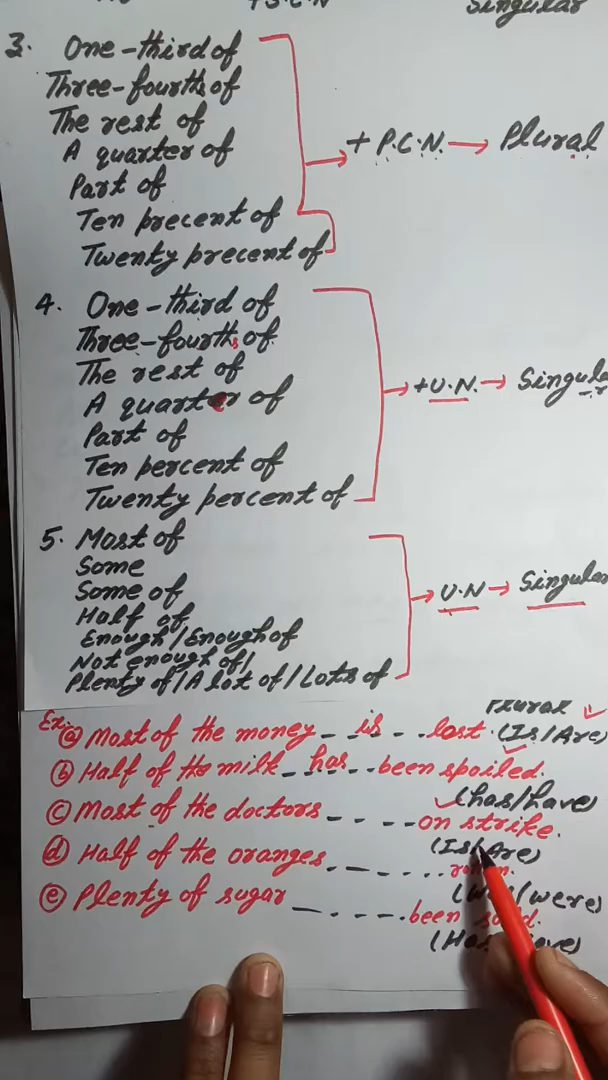 Singular
3. One-third of
Three-fourths of
The rest of
A quarter of
Part of
Ten precent of
Twenty precent of
+ P.C.N. → Plural
4. One-third of
Three-fourths of
The rest of
A quarter of
Part of
Ten percent of
Twenty percent of
+U.N. → Singular
5. Most of
Some
Some of
Half of
Enough/Enough of
Not enough of/
Plenty of/A lot of/Lots of
U.N → Singular
Plural
Ex: (a) Most of the money - is - - lost. (Is/Are)
(b) Half of the milk - has - been spoiled.
(has/have)
(c) Most of the doctors - - - - on strike.
(Is/Are)
(d) Half of the oranges - - - - -
/were)
(e) Plenty of sugar - - - - been sold.